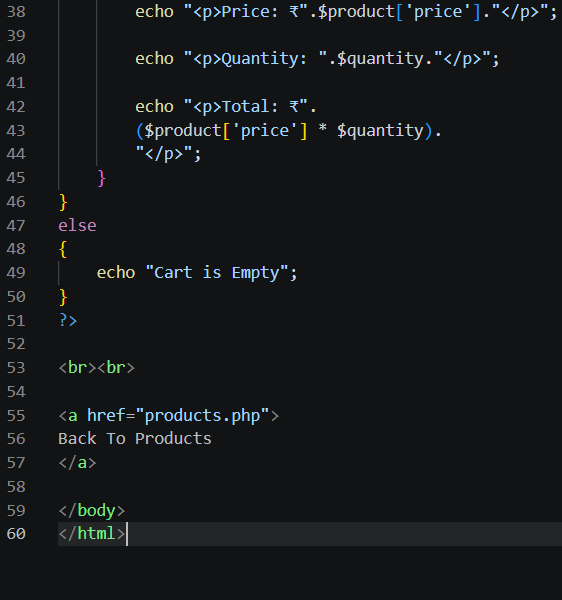 38 echo "<p>Price: ₹".$product['price']."</p>";
39
40 echo "<p>Quantity: ".$quantity."</p>";
41
42 echo "<p>Total: ₹".
43 ($product['price'] * $quantity).
44 "</p>";
45 }
46 }
47 else
48 {
49 echo "Cart is Empty";
50 }
51 ?>
52
53 <br><br>
54
55 <a href="products.php">
56 Back To Products
57 </a>
58
59 </body>
60 </html>